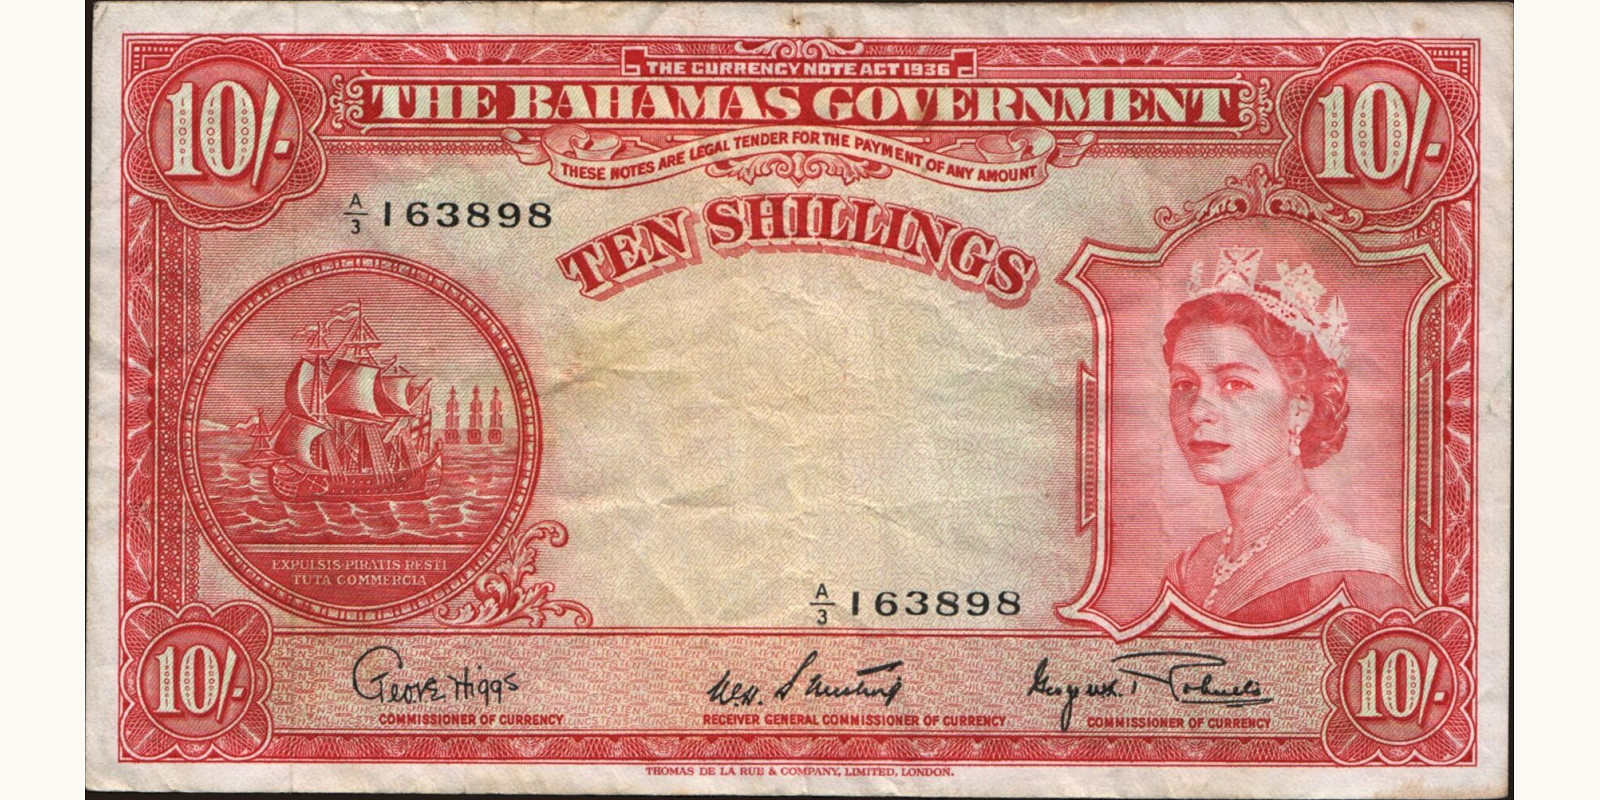 THE CURRENCY NOTE ACT 1936
10/- THE BAHAMAS GOVERNMENT 10/-
THESE NOTES ARE LEGAL TENDER FOR THE PAYMENT OF ANY AMOUNT
A/3 163898
TEN SHILLINGS
EXPULSIS PIRATIS RESTI
TUTA COMMERCIA
A/3 163898
10/- 10/-
George Higgs
COMMISSIONER OF CURRENCY RECEIVER GENERAL COMMISSIONER OF CURRENCY COMMISSIONER OF CURRENCY
THOMAS DE LA RUE & COMPANY, LIMITED, LONDON.